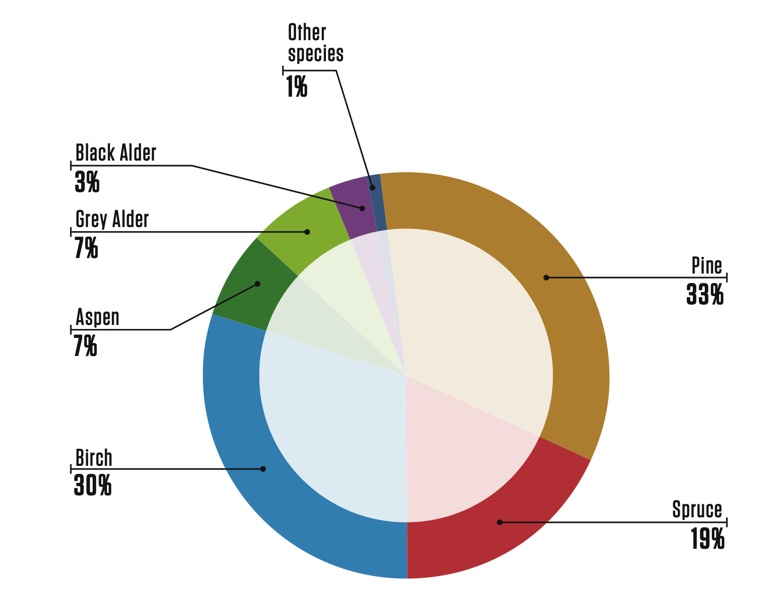 Other
species
1%
Black Alder
3%
Grey Alder
7%
Aspen
7%
Birch
30%
Pine
33%
Spruce
19%